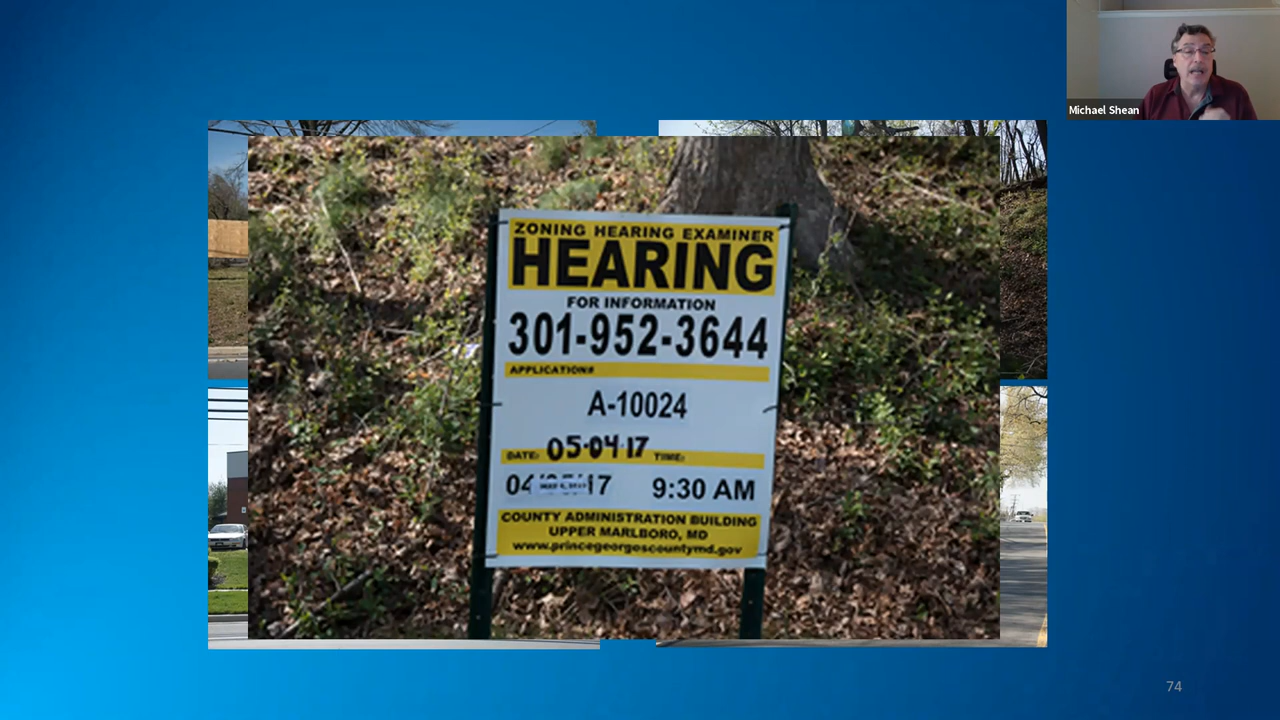 Michael Shean
ZONING HEARING EXAMINER
HEARING
FOR INFORMATION
301-952-3644
APPLICATION#
A-10024
DATE: 05-04-17 TIME:
04 17 9:30 AM
COUNTY ADMINISTRATION BUILDING
UPPER MARLBORO, MD
www.princegeorgescountymd.gov
74